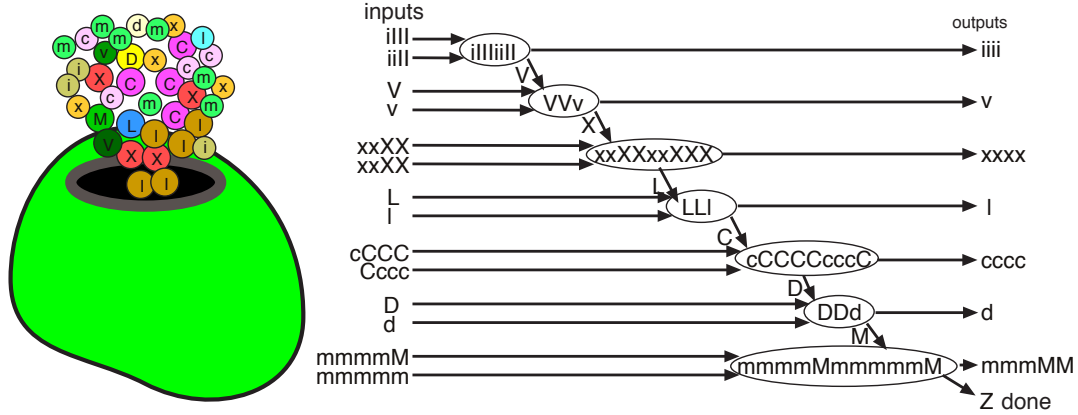 m d m x
m c m C l
v D x c
i X C C c m
i c X x
x m m
M L C I
V I I i
X X
I I
inputs outputs
iIII
iiII iIIIiiII iiii
V
V VVv v
v
X
xxXX xxXXxxXXX xxxx
xxXX
L
L LLl l
l
C
cCCC cCCCCcccC cccc
Cccc
D
D DDd d
d
M
mmmmM mmmmMmmmmmM mmmMM
mmmmm
Z done